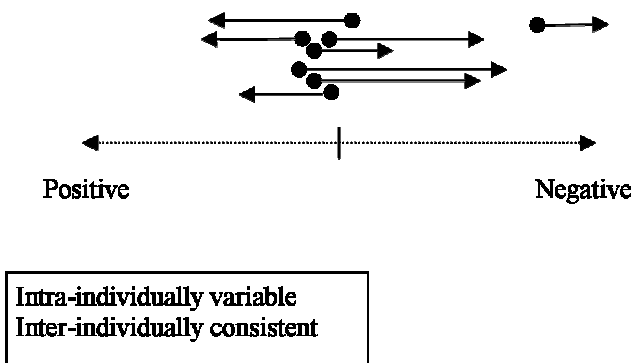 Positive
Negative
Intra-individually variable
Inter-individually consistent